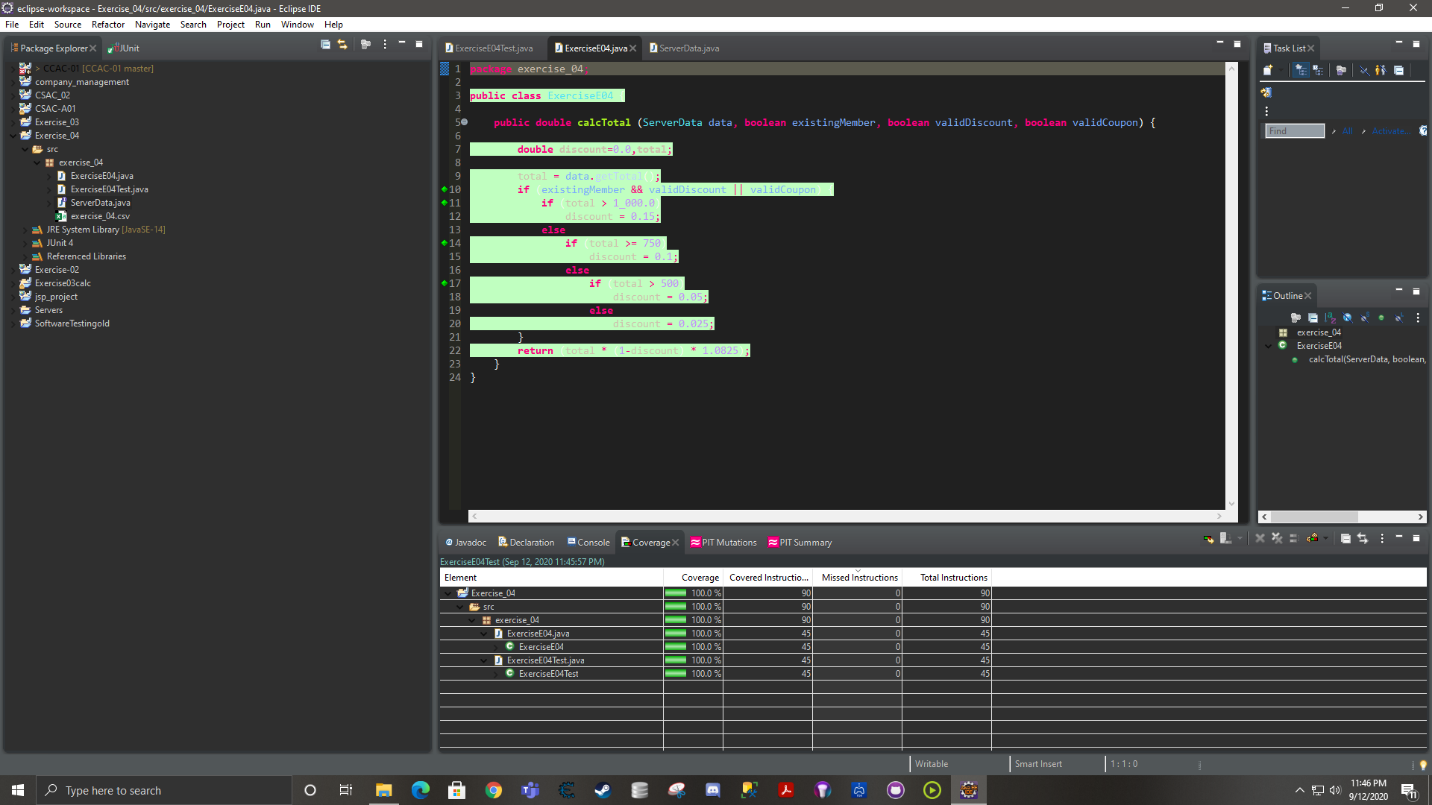 eclipse-workspace - Exercise_04/src/exercise_04/ExerciseE04.java - Eclipse IDE
File Edit Source Refactor Navigate Search Project Run Window Help
Package Explorer JUnit
> CCAC-01 [CCAC-01 master]
company_management
CSAC_02
CSAC-A01
Exercise_03
Exercise_04
src
exercise_04
ExerciseE04.java
ExerciseE04Test.java
ServerData.java
exercise_04.csv
JRE System Library [JavaSE-14]
JUnit 4
Referenced Libraries
Exercise-02
Exercise03calc
jsp_project
Servers
SoftwareTestingold
ExerciseE04Test.java ExerciseE04.java ServerData.java
1 package exercise_04;
2
3 public class ExerciseE04
4
5 public double calcTotal (ServerData data, boolean existingMember, boolean validDiscount, boolean validCoupon) {
6
7 double discount=0.0,total;
8
9 total = data.getTotal ;
10 if existingMember && validDiscount || validCoupon
11 if total > 1_000.0
12 discount = 0.15;
13 else
14 if total >= 750
15 discount = 0.1;
16 else
17 if total > 500
18 discount = 0.05;
19 else
20 discount = 0.025;
21 }
22 return total * 1-discount * 1.0825 ;
23 }
24 }
Task List
Find All Activate...
Outline
exercise_04
ExerciseE04
calcTotal(ServerData, boolean,
Javadoc Declaration Console Coverage PIT Mutations PIT Summary
ExerciseE04Test (Sep 12, 2020 11:45:57 PM)
Element Coverage Covered Instructio... Missed Instructions Total Instructions
Exercise_04 100.0 % 90 0 90
src 100.0 % 90 0 90
exercise_04 100.0 % 90 0 90
ExerciseE04.java 100.0 % 45 0 45
ExerciseE04 100.0 % 45 0 45
ExerciseE04Test.java 100.0 % 45 0 45
ExerciseE04Test 100.0 % 45 0 45
Writable Smart Insert 1 : 1 : 0
Type here to search
11:46 PM
9/12/2020
11